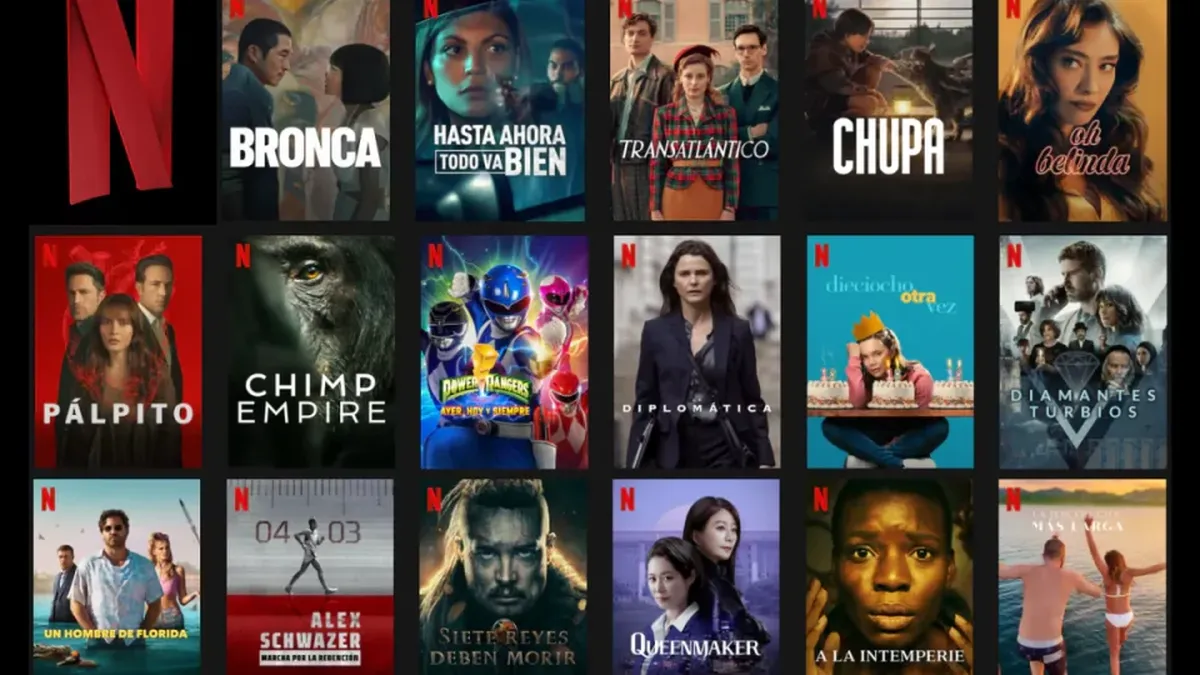 BRONCA
HASTA AHORA
TODO VA BIEN
TRANSATLÁNTICO
CHUPA
oh
belinda
PÁLPITO
CHIMP
EMPIRE
POWER RANGERS
AYER, HOY Y SIEMPRE
DIPLOMÁTICA
dieciocho
otra
vez
DIAMANTES
TURBIOS
UN HOMBRE DE FLORIDA
04 03
ALEX
SCHWAZER
MARCHA POR LA REDENCIÓN
SIETE REYES
DEBEN MORIR
QUEENMAKER
A LA INTEMPERIE
MÁS LARGA